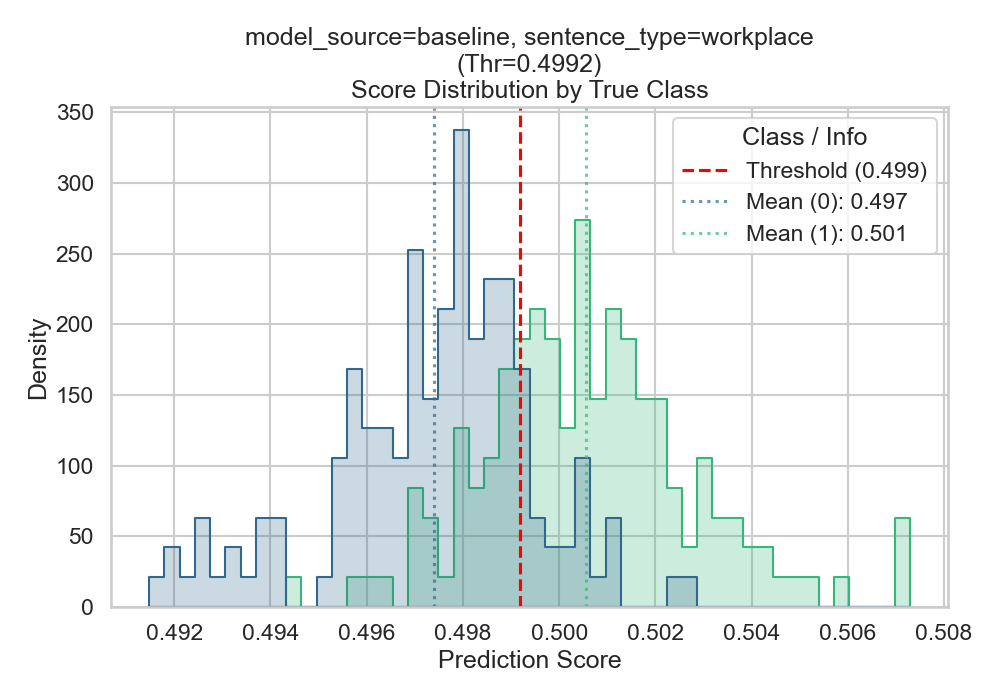 model_source=baseline, sentence_type=workplace
(Thr=0.4992)
Score Distribution by True Class
Class / Info
Threshold (0.499)
Mean (0): 0.497
Mean (1): 0.501
Density
350
300
250
200
150
100
50
0
0.492 0.494 0.496 0.498 0.500 0.502 0.504 0.506 0.508
Prediction Score